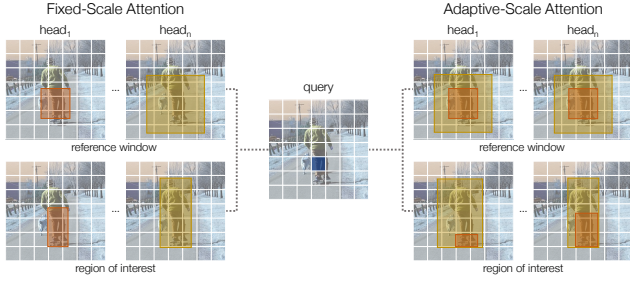 Fixed-Scale Attention
Adaptive-Scale Attention
head1
headn
head1
headn
...
...
query
...
...
reference window
reference window
region of interest
region of interest